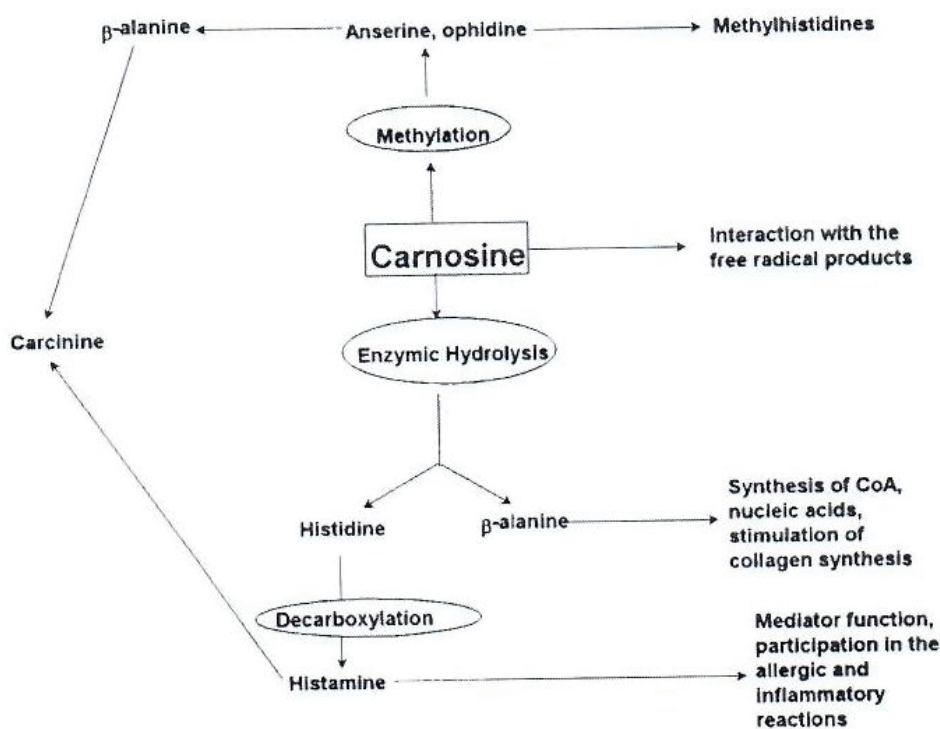 β-alanine
Anserine, ophidine
Methylhistidines
Methylation
Carnosine
Interaction with the
free radical products
Carcinine
Enzymic Hydrolysis
Histidine
β-alanine
Synthesis of CoA,
nucleic acids,
stimulation of
collagen synthesis
Decarboxylation
Histamine
Mediator function,
participation in the
allergic and
inflammatory
reactions